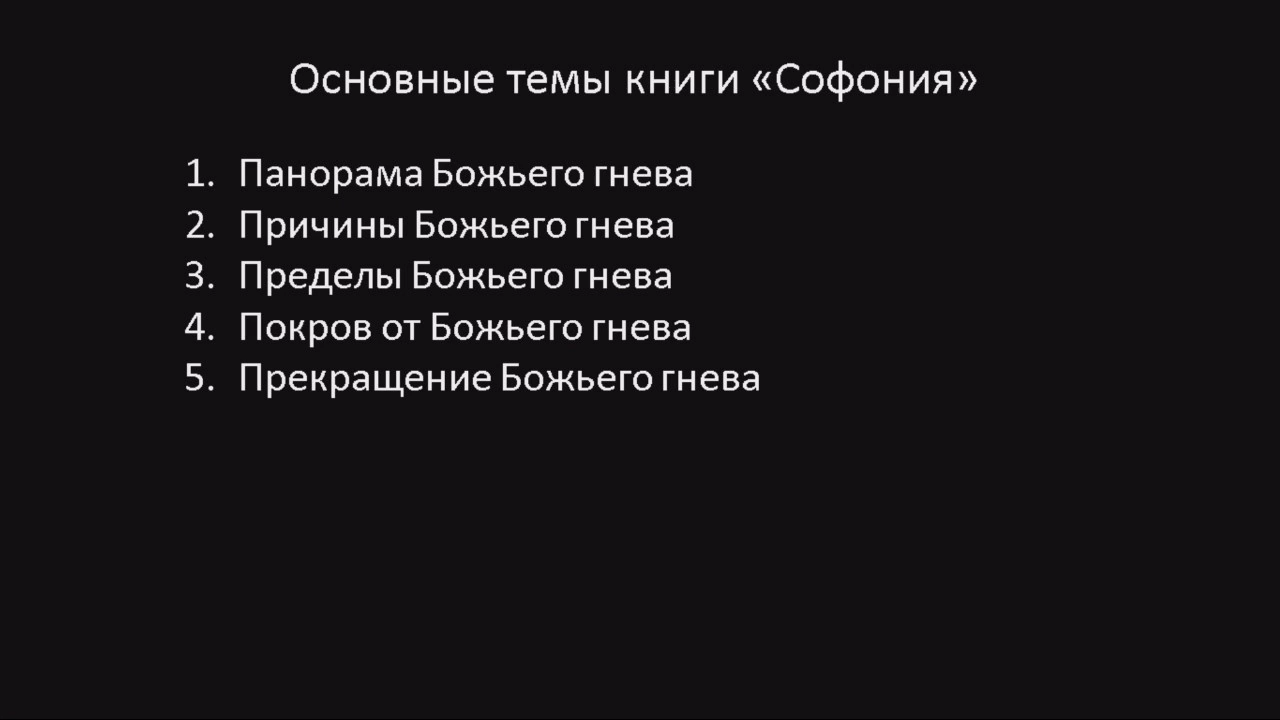 Основные темы книги «Софония»
1. Панорама Божьего гнева
2. Причины Божьего гнева
3. Пределы Божьего гнева
4. Покров от Божьего гнева
5. Прекращение Божьего гнева